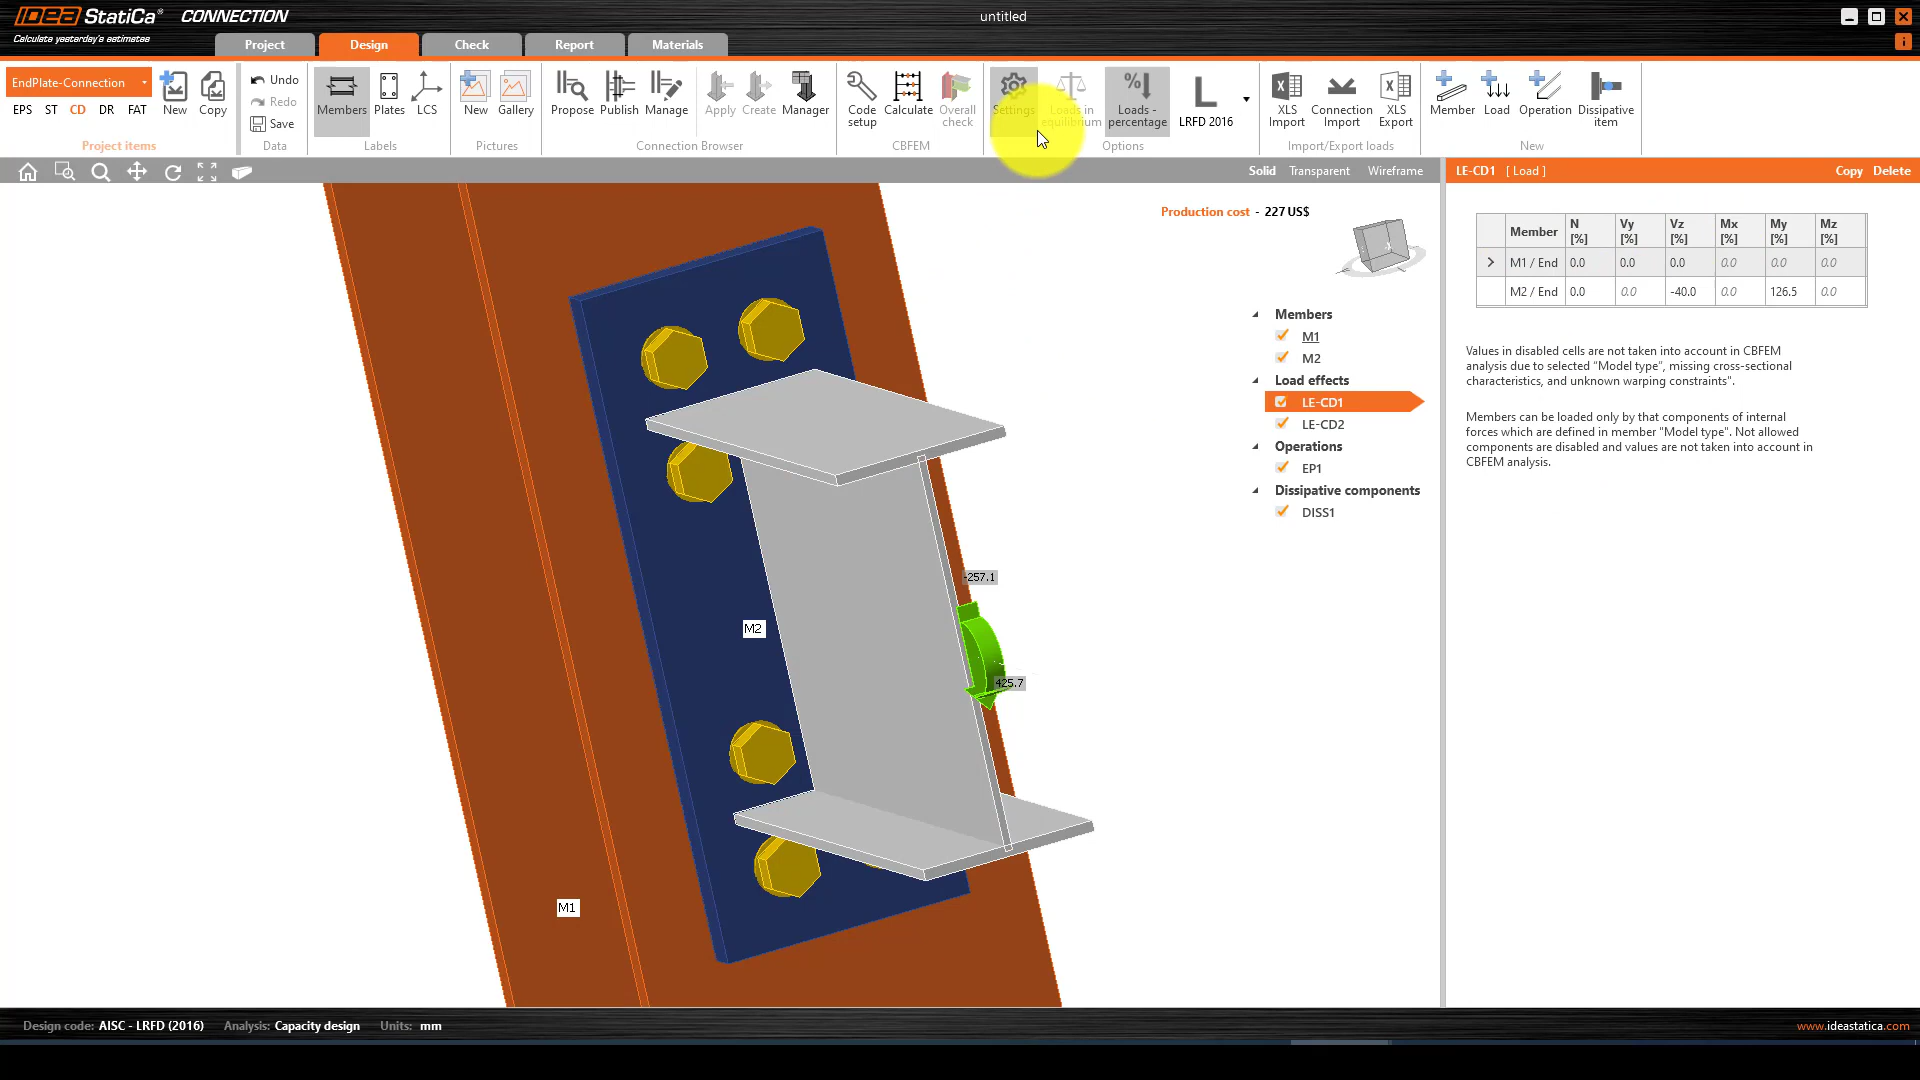 IDEA StatiCa® CONNECTION
Calculate yesterday's estimates
untitled
Project Design Check Report Materials
EndPlate-Connection
EPS ST CD DR FAT
New Copy
Project items
Undo
Redo
Save
Data
Members Plates LCS
Labels
New Gallery
Pictures
Propose Publish Manage Apply Create Manager
Connection Browser
Code setup Calculate Overall check
CBFEM
Settings Loads in equilibrium Loads - percentage LRFD 2016
Options
XLS Import Connection Import XLS Export
Import/Export loads
Member Load Operation Dissipative item
New
Solid Transparent Wireframe
LE-CD1 [ Load ] Copy Delete
Production cost - 227 US$
Members
M1
M2
Load effects
LE-CD1
LE-CD2
Operations
EP1
Dissipative components
DISS1
-257.1
425.7
M2
M1
Member N [%] Vy [%] Vz [%] Mx [%] My [%] Mz [%]
M1 / End 0.0 0.0 0.0 0.0 0.0 0.0
M2 / End 0.0 0.0 -40.0 0.0 126.5 0.0
Values in disabled cells are not taken into account in CBFEM
analysis due to selected "Model type", missing cross-sectional
characteristics, and unknown warping constraints".
Members can be loaded only by that components of internal
forces which are defined in member "Model type". Not allowed
components are disabled and values are not taken into account in
CBFEM analysis.
Design code: AISC - LRFD (2016) Analysis: Capacity design Units: mm
www.ideastatica.com